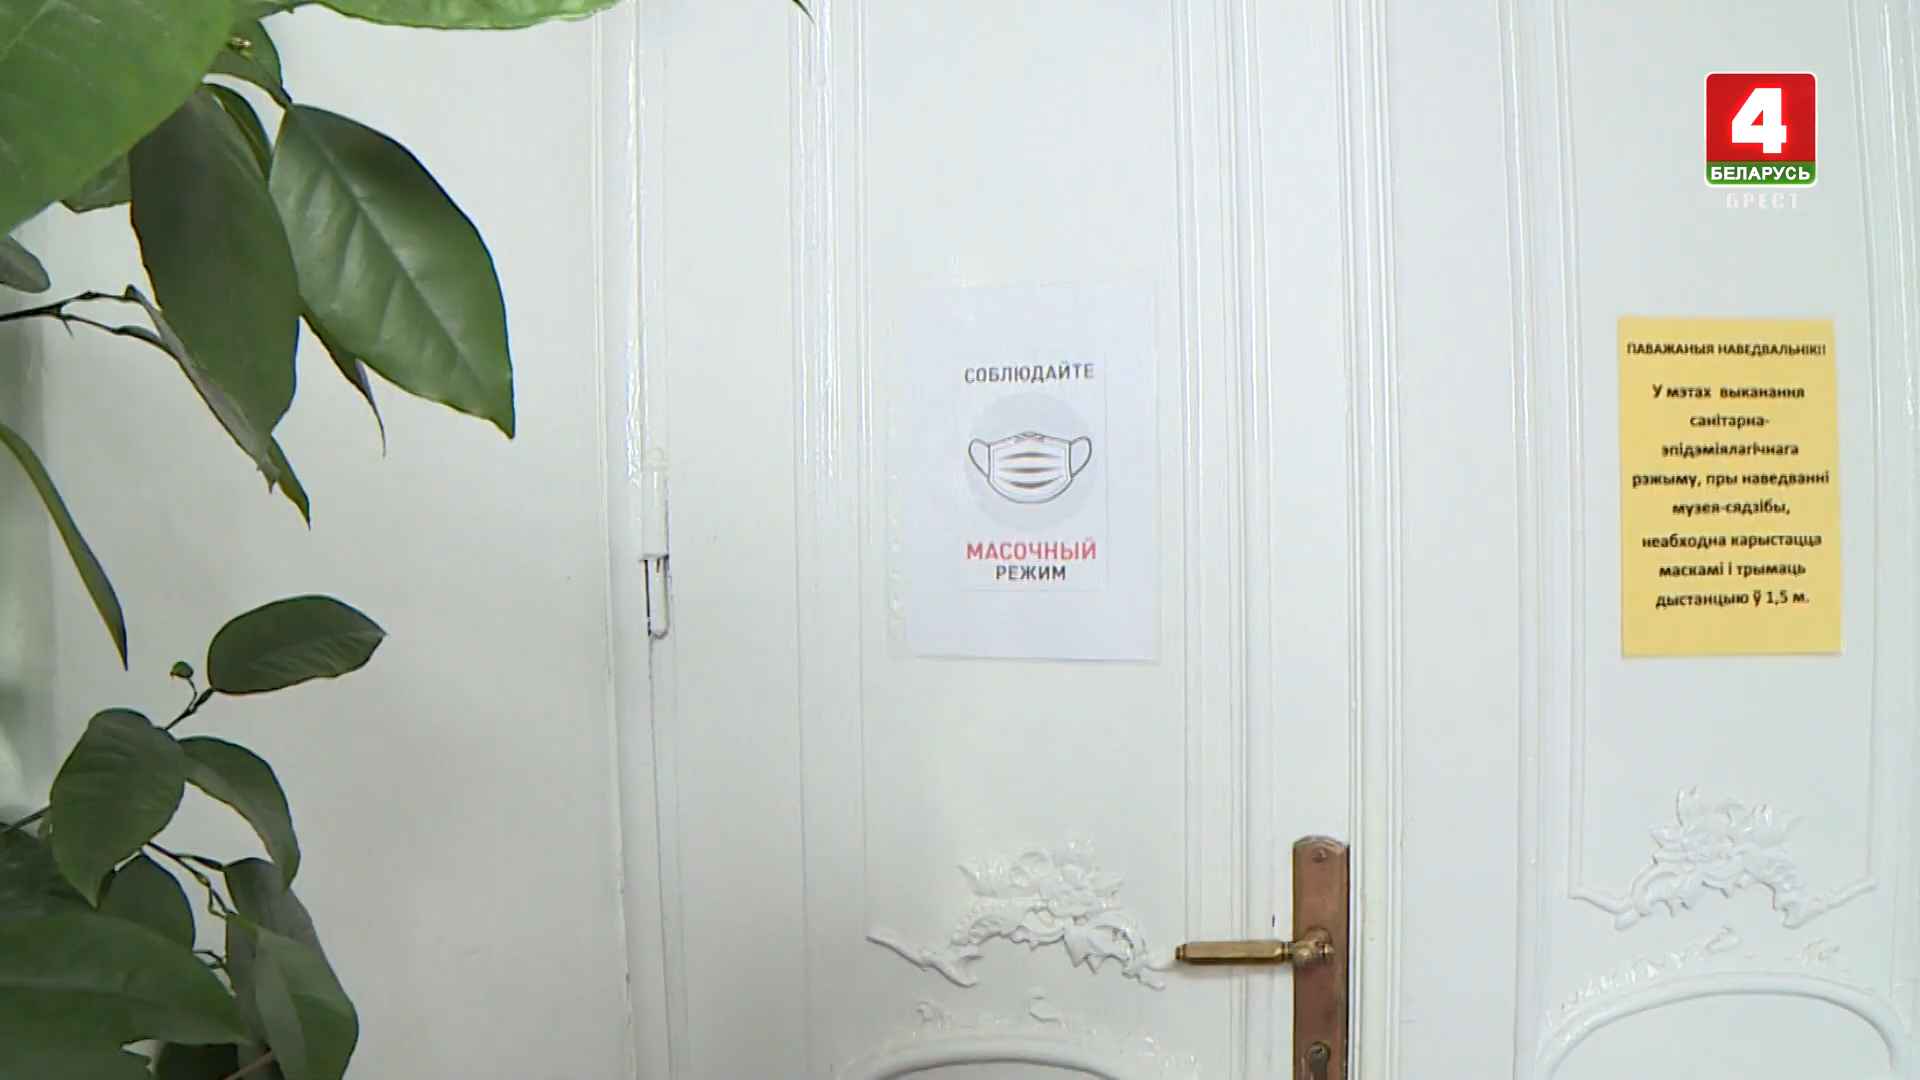 4
БЕЛАРУСЬ
БРЕСТ
СОБЛЮДАЙТЕ
МАСОЧНЫЙ
РЕЖИМ
ПАВАЖАНЫЯ НАВЕДВАЛЬНІКІ!
У мэтах выканання
санітарна-
эпідэміялагічнага
рэжыму, пры наведванні
музея-сядзібы,
неабходна карыстацца
маскамі і трымаць
дыстанцыю ў 1,5 м.